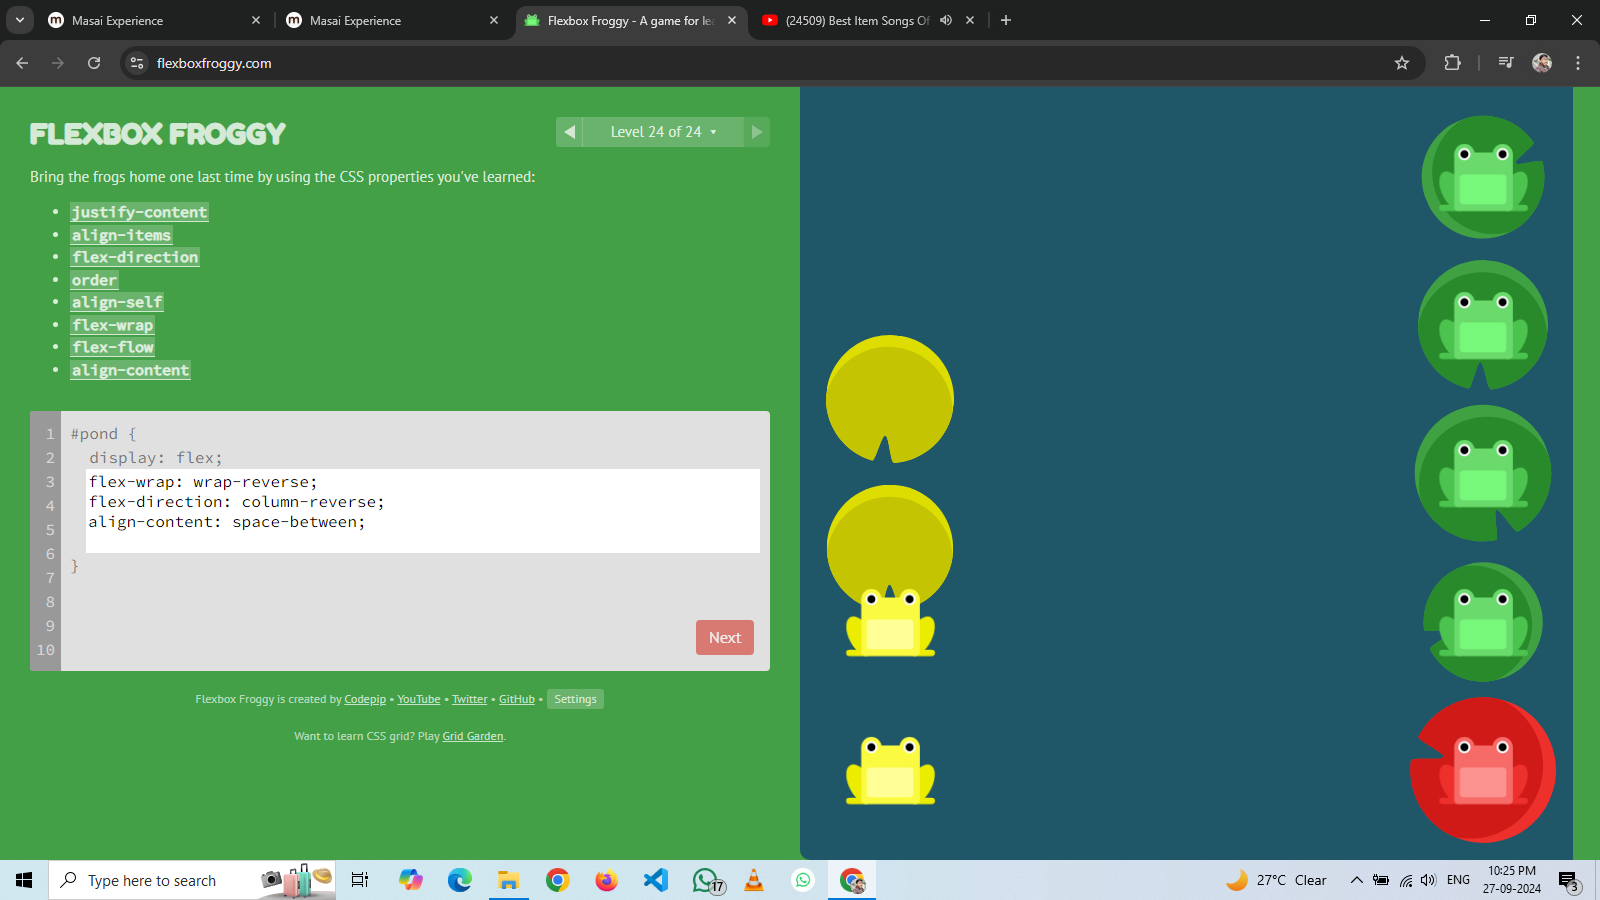 Masai Experience
Masai Experience
Flexbox Froggy - A game for le
(24509) Best Item Songs Of
flexboxfroggy.com
FLEXBOX FROGGY
Level 24 of 24
Bring the frogs home one last time by using the CSS properties you've learned:
justify-content
align-items
flex-direction
order
align-self
flex-wrap
flex-flow
align-content
1 #pond {
2 display: flex;
3 flex-wrap: wrap-reverse;
4 flex-direction: column-reverse;
5 align-content: space-between;
6
7 }
8
9
10
Next
Flexbox Froggy is created by Codepip • YouTube • Twitter • GitHub • Settings
Want to learn CSS grid? Play Grid Garden.
Type here to search
17
27°C Clear
ENG
10:25 PM
27-09-2024
3